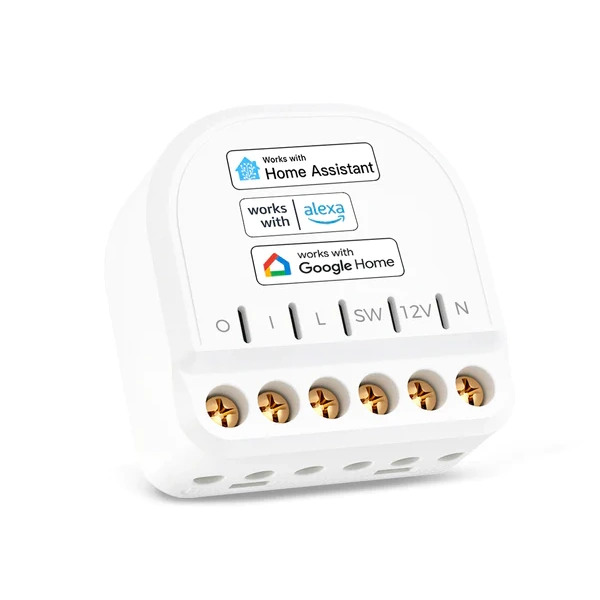 Works with
Home Assistant
works
with
alexa
works with
Google Home
O I L SW 12V N